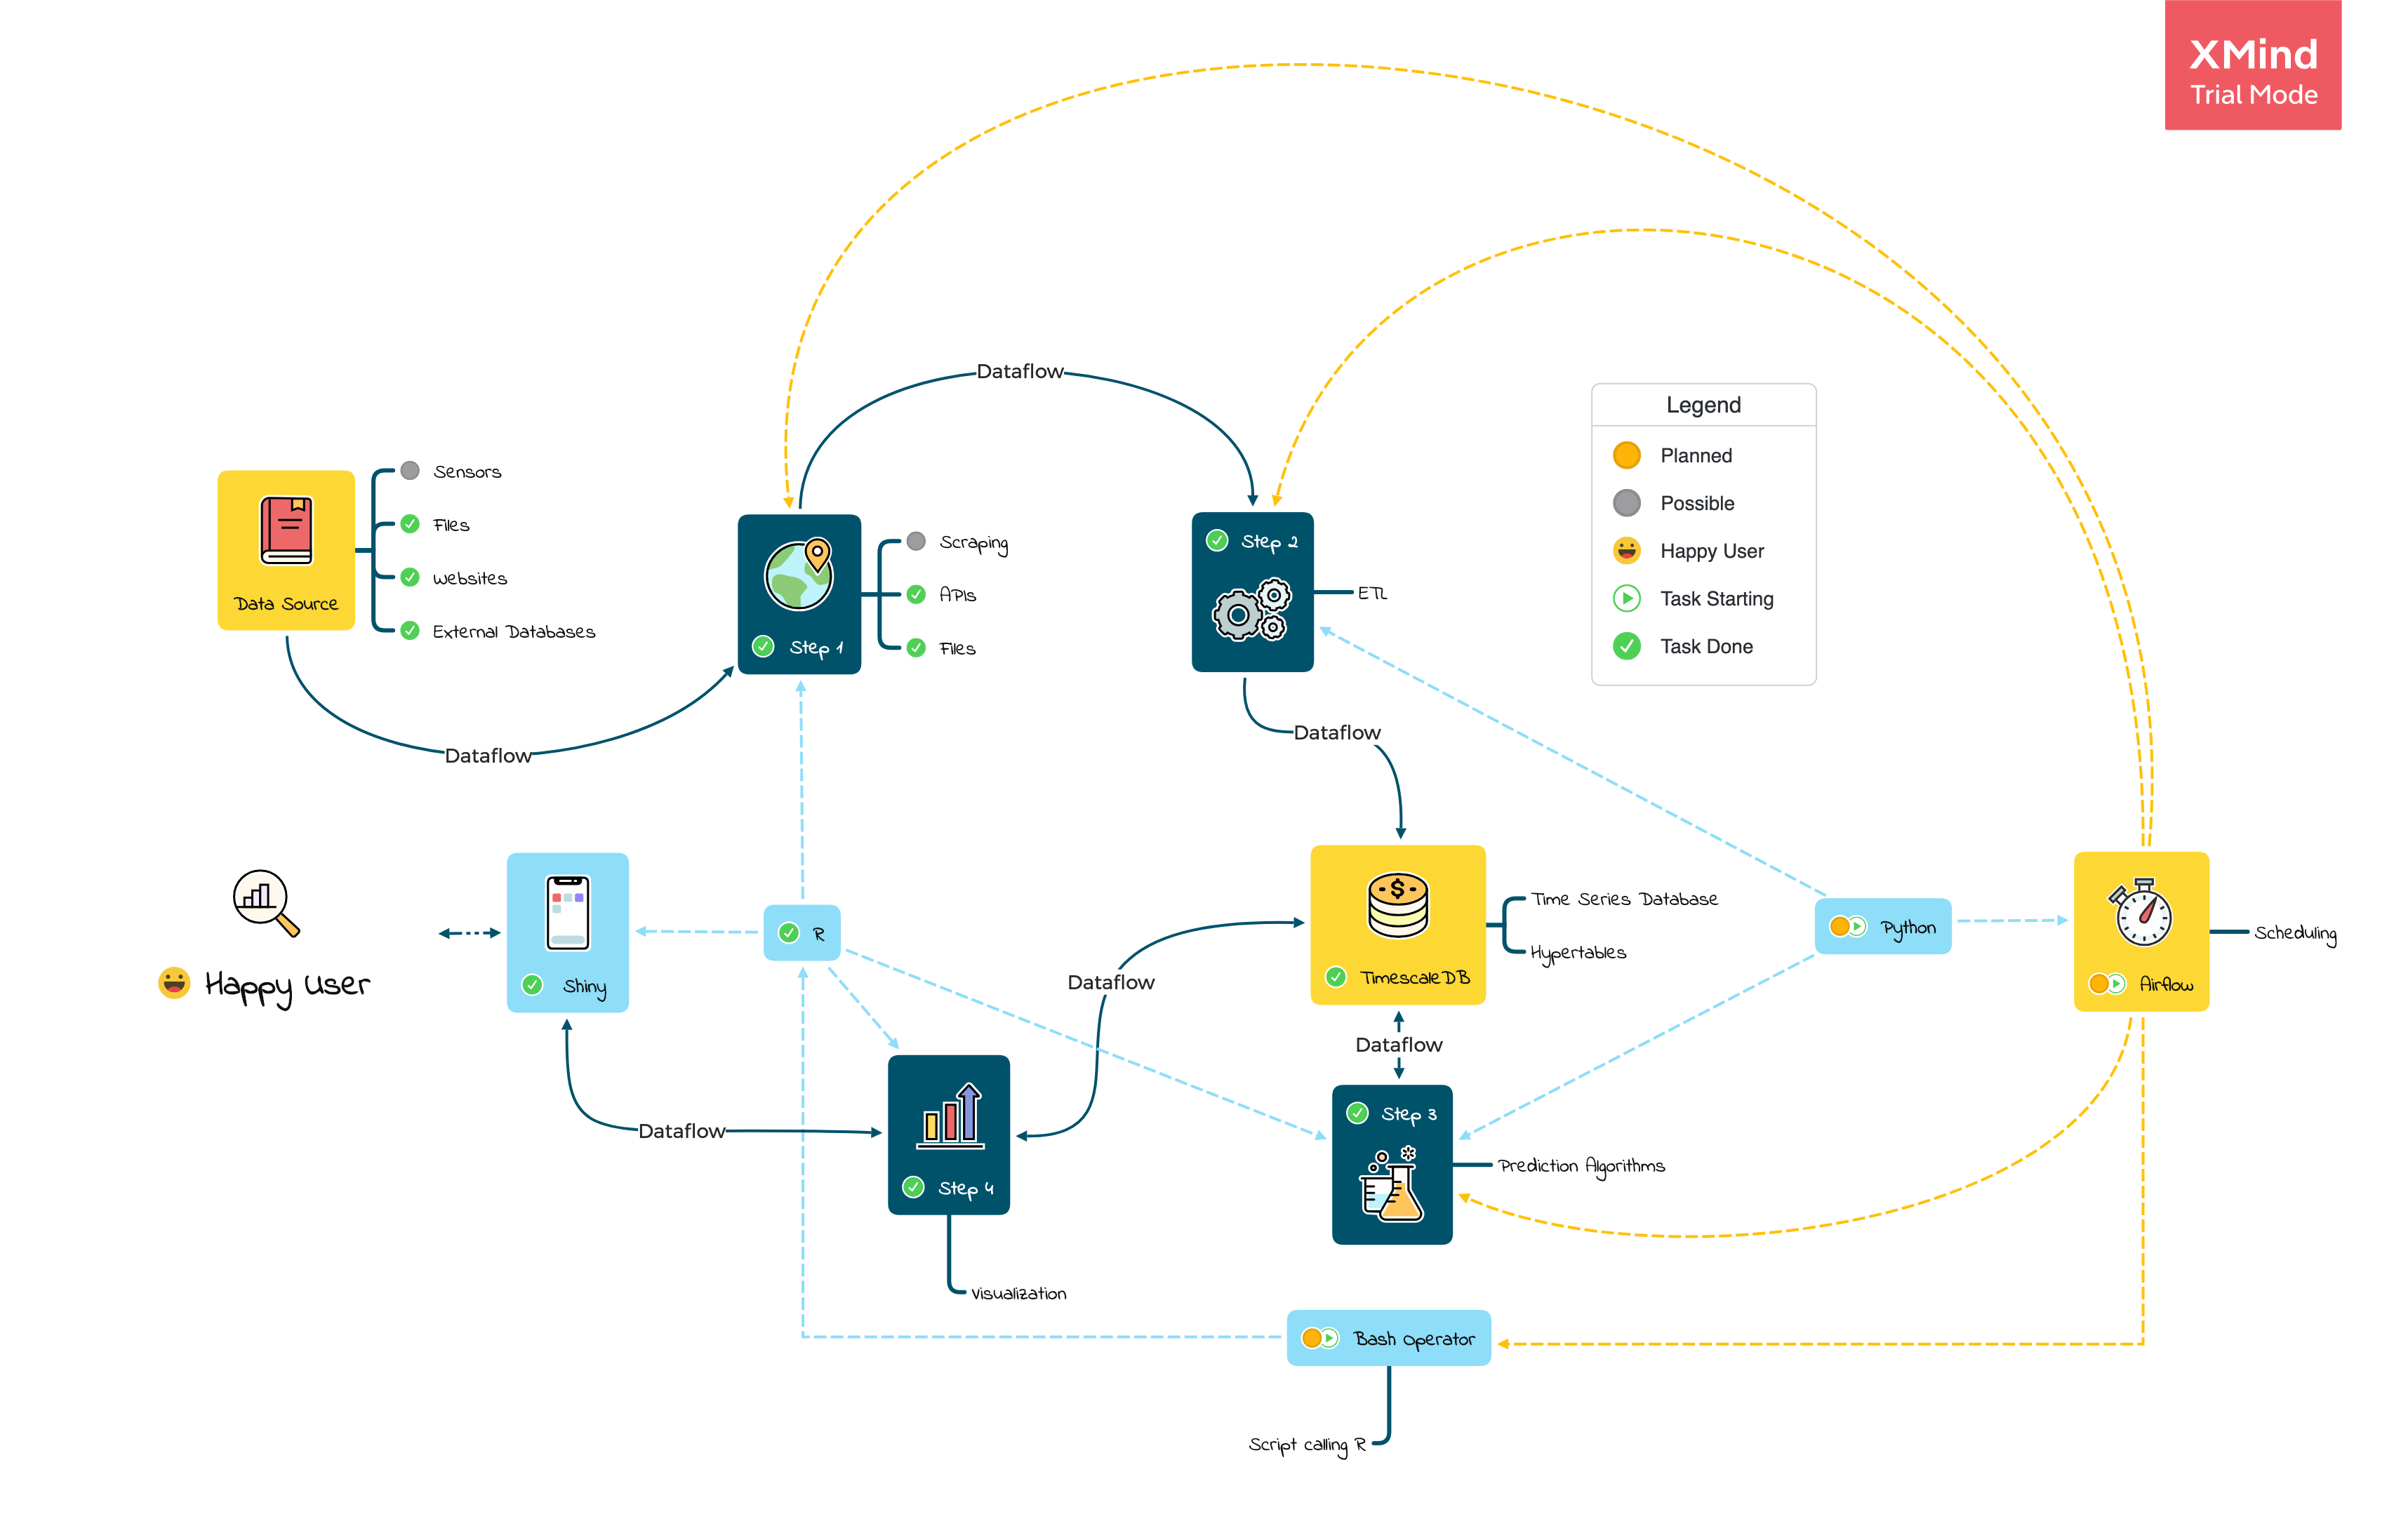 XMind
Trial Mode
Dataflow
Legend
Planned
Possible
Happy User
Task Starting
Task Done
Sensors
Files
Websites
External Databases
Data Source
Scraping
APIs
Files
Step 1
Step 2
ETL
Dataflow
Dataflow
Happy User
Shiny
R
Dataflow
TimescaleDB
Time Series Database
Hypertables
Python
Airflow
Scheduling
Dataflow
Dataflow
Step 4
Visualization
Step 3
Prediction Algorithms
Bash Operator
Script calling R